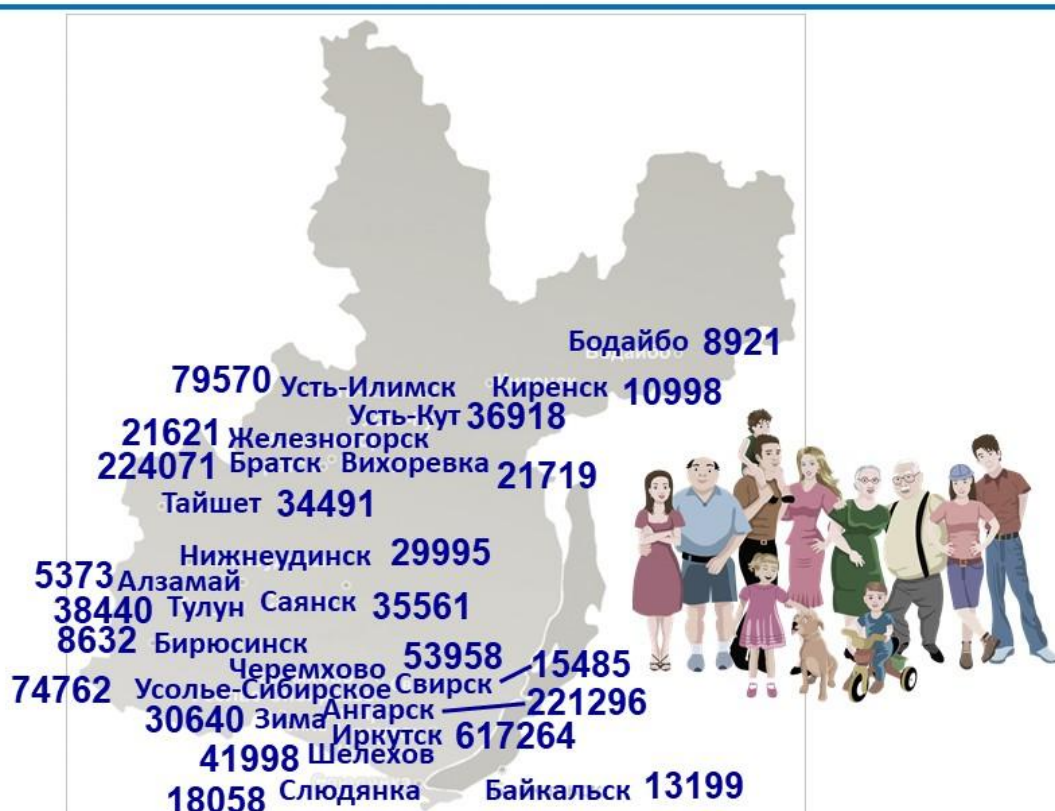 Бодайбо 8921
79570 Усть-Илимск Киренск 10998
Усть-Кут 36918
21621 Железногорск
224071 Братск Вихоревка 21719
Тайшет 34491
Нижнеудинск 29995
5373 Алзамай
38440 Тулун Саянск 35561
8632 Бирюсинск
Черемхово 53958
74762 Усолье-Сибирское Свирск 15485
30640 Зима Ангарск 221296
Иркутск 617264
41998 Шелехов
18058 Слюдянка Байкальск 13199